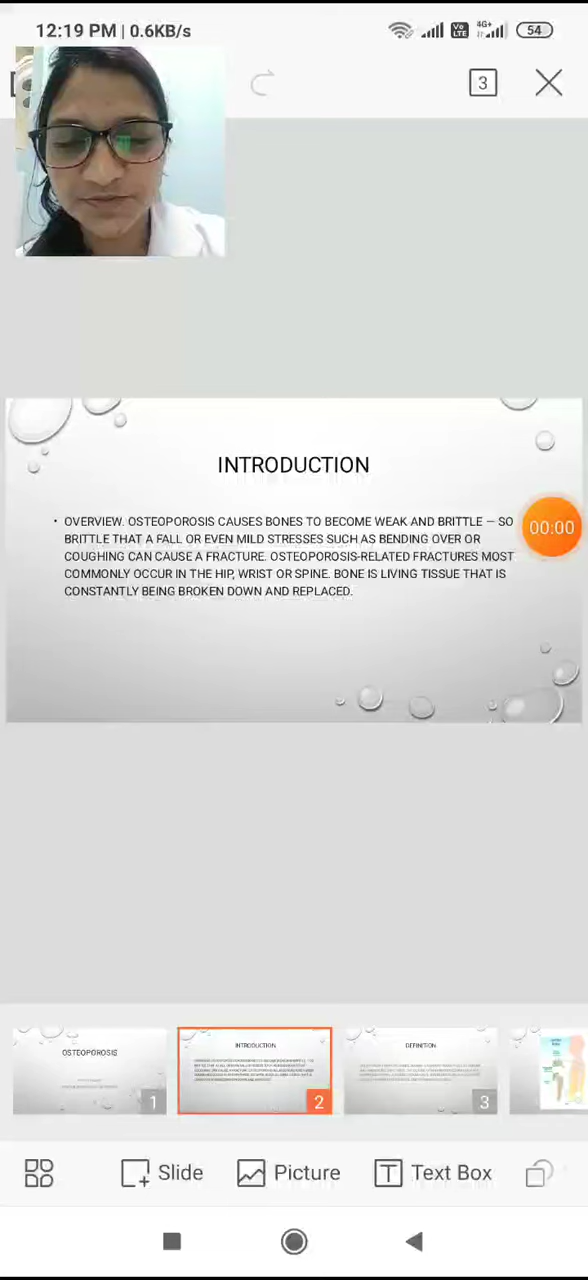 12:19 PM | 0.6KB/s
Vo LTE 4G+ 54
3
INTRODUCTION
• OVERVIEW. OSTEOPOROSIS CAUSES BONES TO BECOME WEAK AND BRITTLE — SO
BRITTLE THAT A FALL OR EVEN MILD STRESSES SUCH AS BENDING OVER OR
COUGHING CAN CAUSE A FRACTURE. OSTEOPOROSIS-RELATED FRACTURES MOST
COMMONLY OCCUR IN THE HIP, WRIST OR SPINE. BONE IS LIVING TISSUE THAT IS
CONSTANTLY BEING BROKEN DOWN AND REPLACED.
00:00
OSTEOPOROSIS
1
INTRODUCTION
2
DEFINITION
3
Slide
Picture
Text Box